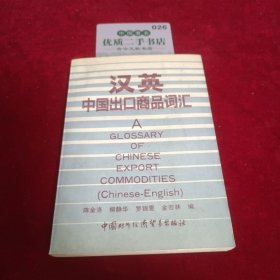 026
优质二手书店
汉英
中国出口商品词汇
A
GLOSSARY
OF
CHINESE
EXPORT
COMMODITIES
(Chinese-English)
编
中国对外经济贸易出版社